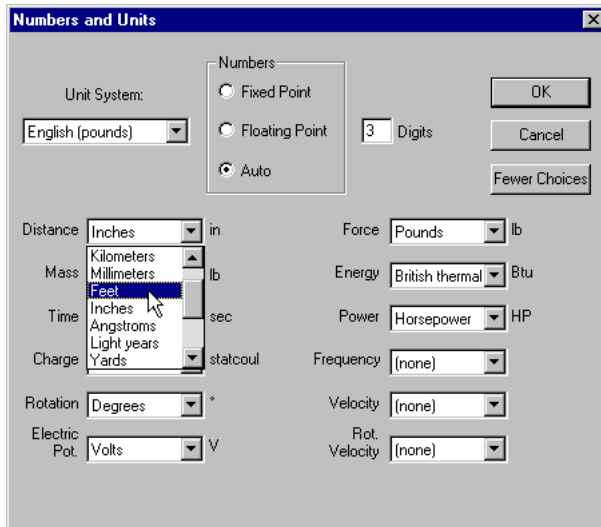 Numbers and Units
Unit System:
English (pounds)
Numbers
Fixed Point
Floating Point
Auto
3 Digits
OK
Cancel
Fewer Choices
Distance Inches in
Kilometers
Millimeters
Feet
Inches
Angstroms
Light years
Yards
Mass lb
Time sec
Charge statcoul
Rotation Degrees °
Electric
Pot. Volts V
Force Pounds lb
Energy British thermal Btu
Power Horsepower HP
Frequency (none)
Velocity (none)
Rot.
Velocity (none)